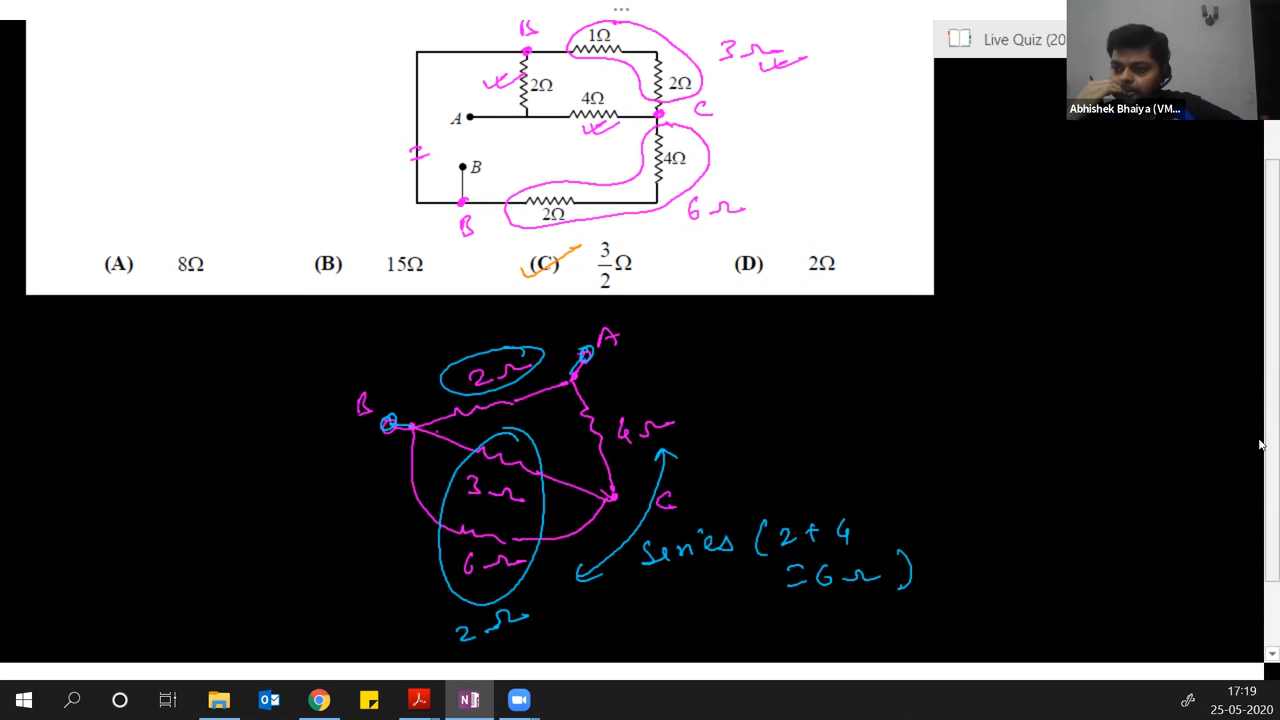 B
1Ω
3Ω
Live Quiz (20
2Ω
2Ω
4Ω
Abhishek Bhaiya (VM...
A
C
B
4Ω
2Ω
6Ω
B
(A) 8Ω (B) 15Ω (C) 3/2 Ω (D) 2Ω
A
2Ω
B
4Ω
3Ω
C
Series (2+4
=6Ω)
6Ω
2Ω
17:19
25-05-2020